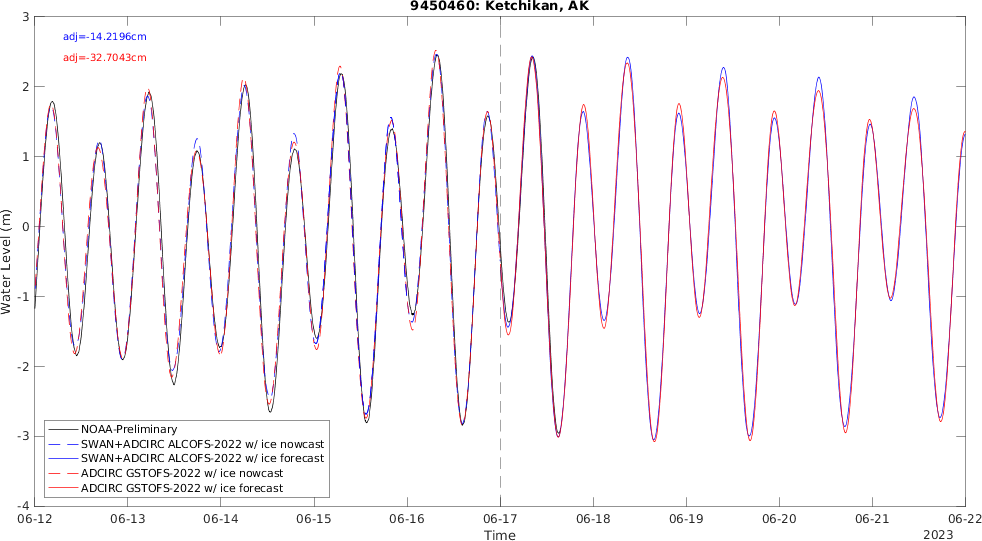 9450460: Ketchikan, AK
adj=-14.2196cm
adj=-32.7043cm
Water Level (m)
3
2
1
0
-1
-2
-3
-4
NOAA-Preliminary
SWAN+ADCIRC ALCOFS-2022 w/ ice nowcast
SWAN+ADCIRC ALCOFS-2022 w/ ice forecast
ADCIRC GSTOFS-2022 w/ ice nowcast
ADCIRC GSTOFS-2022 w/ ice forecast
06-12 06-13 06-14 06-15 06-16 06-17 06-18 06-19 06-20 06-21 06-22
Time
2023